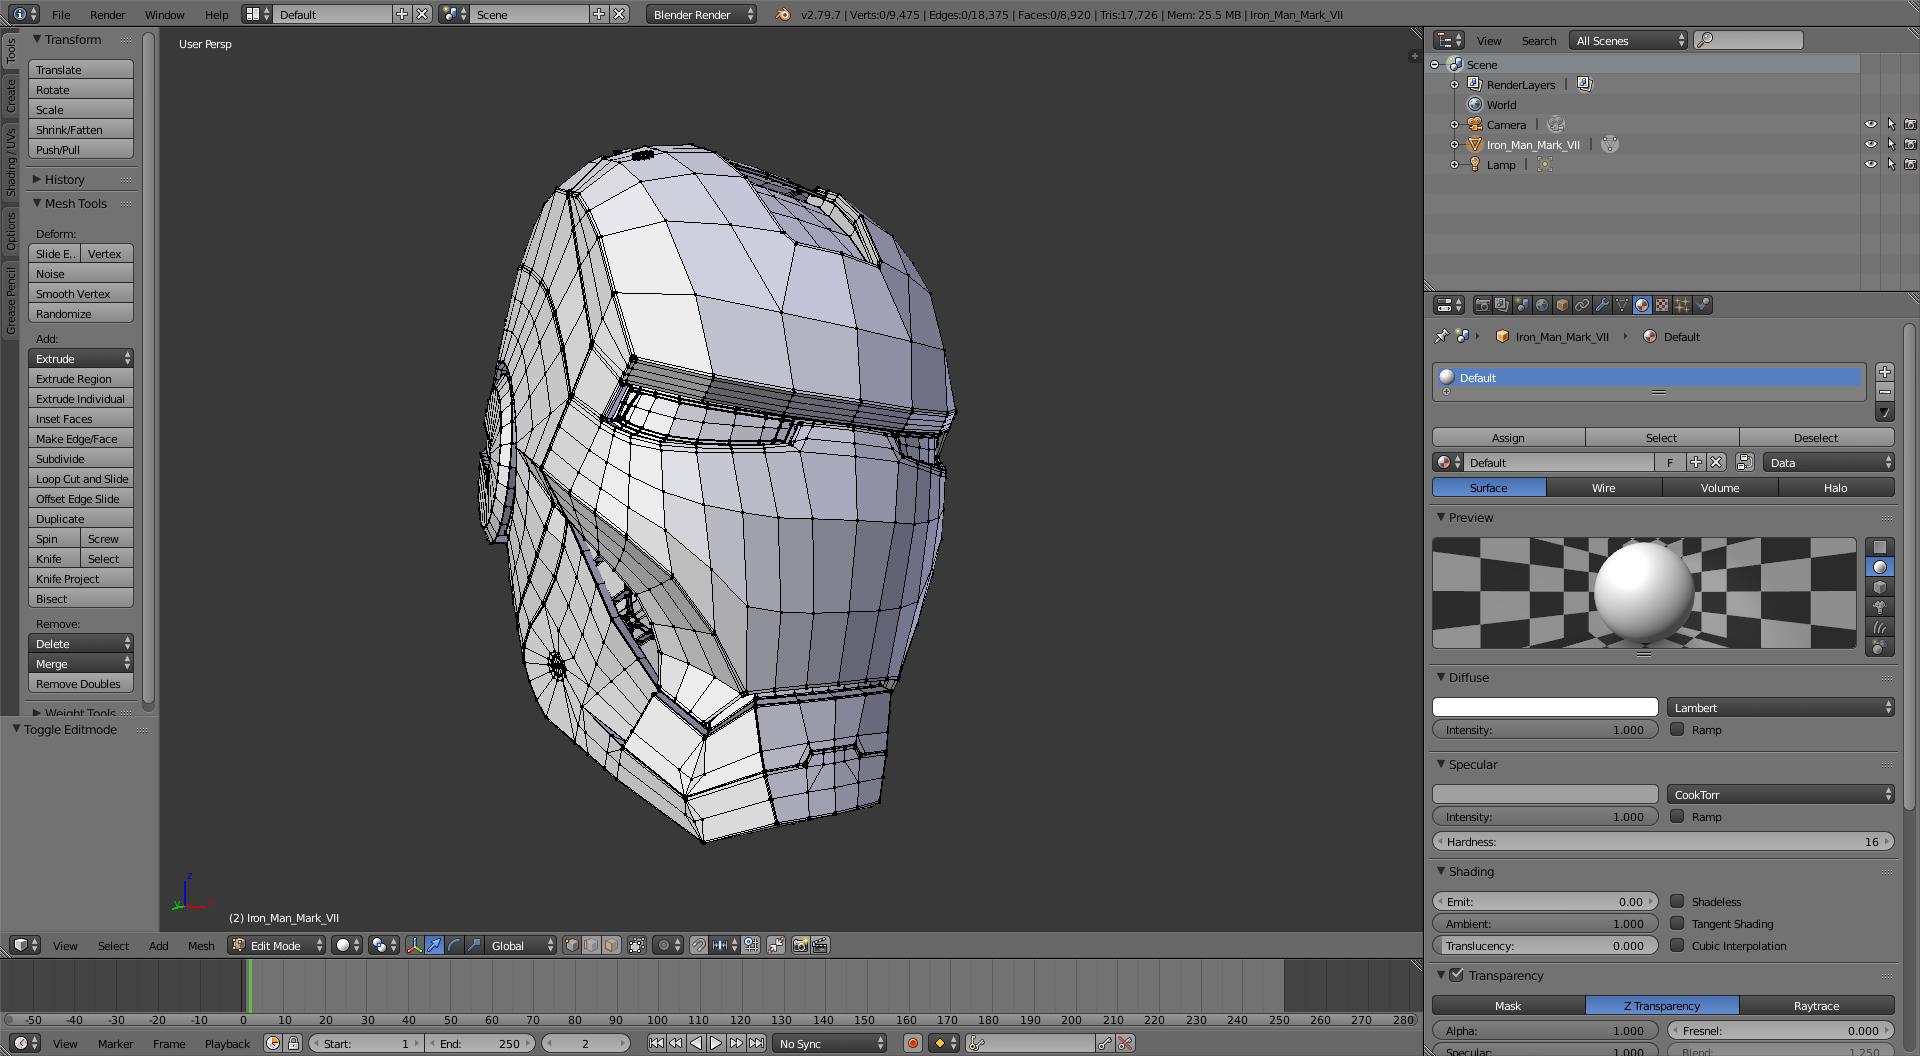 File Render Window Help Default Scene Blender Render v2.79.7 | Verts:0/9,475 | Edges:0/18,375 | Faces:0/8,920 | Tris:17,726 | Mem: 25.5 MB | Iron_Man_Mark_VII
Tools
Create
Shading / UVs
Options
Grease Pencil
Transform
Translate
Rotate
Scale
Shrink/Fatten
Push/Pull
History
Mesh Tools
Deform:
Slide E.. Vertex
Noise
Smooth Vertex
Randomize
Add:
Extrude
Extrude Region
Extrude Individual
Inset Faces
Make Edge/Face
Subdivide
Loop Cut and Slide
Offset Edge Slide
Duplicate
Spin Screw
Knife Select
Knife Project
Bisect
Remove:
Delete
Merge
Remove Doubles
Weight Tools
Toggle Editmode
User Persp
z
y
x
(2) Iron_Man_Mark_VII
View Select Add Mesh Edit Mode Global
-50 -40 -30 -20 -10 0 10 20 30 40 50 60 70 80 90 100 110 120 130 140 150 160 170 180 190 200 210 220 230 240 250 260 270 280
View Marker Frame Playback Start: 1 End: 250 2 No Sync
View Search All Scenes
Scene
RenderLayers |
World
Camera |
Iron_Man_Mark_VII |
Lamp |
Iron_Man_Mark_VII Default
Default
Assign Select Deselect
Default F Data
Surface Wire Volume Halo
Preview
Diffuse
Lambert
Intensity: 1.000 Ramp
Specular
CookTorr
Intensity: 1.000 Ramp
Hardness: 16
Shading
Emit: 0.00 Shadeless
Ambient: 1.000 Tangent Shading
Translucency: 0.000 Cubic Interpolation
Transparency
Mask Z Transparency Raytrace
Alpha: 1.000 Fresnel: 0.000
Specular: 1.000 Blend: 1.250